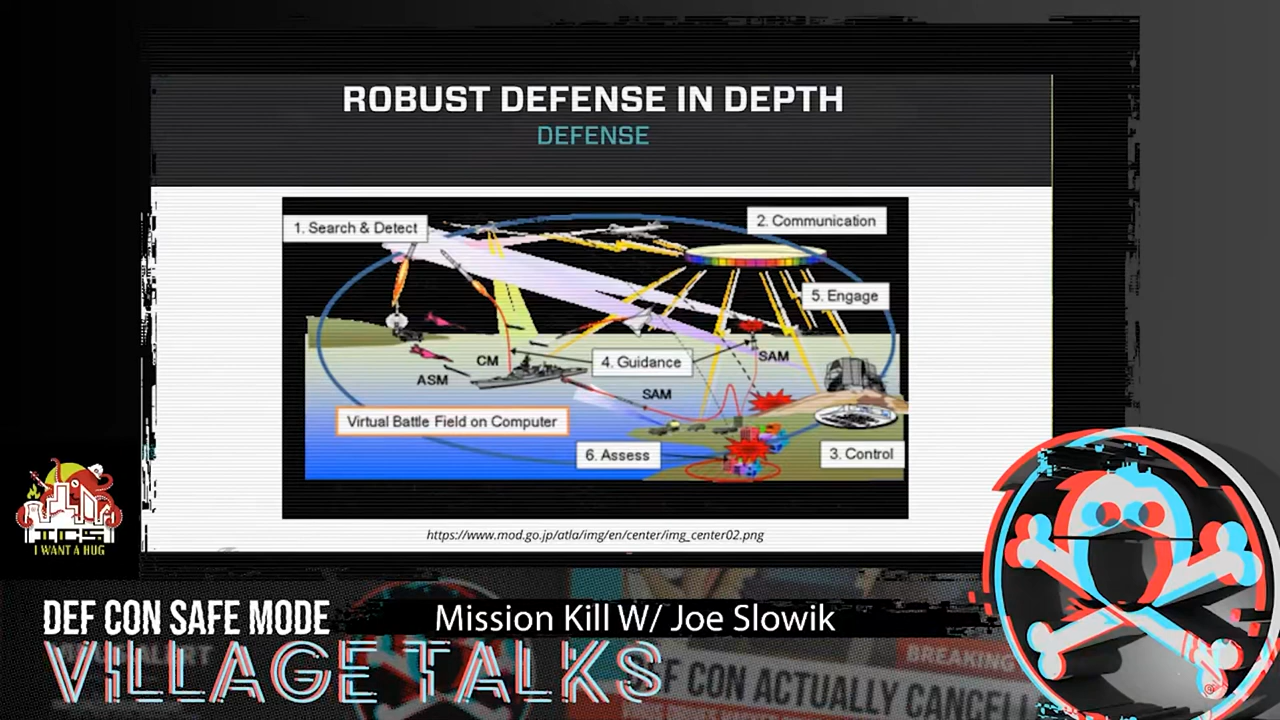 ROBUST DEFENSE IN DEPTH
DEFENSE
1. Search & Detect
2. Communication
5. Engage
4. Guidance
CM
SAM
ASM
SAM
Virtual Battle Field on Computer
6. Assess
3. Control
https://www.mod.go.jp/atla/img/en/center/img_center02.png
ICS
I WANT A HUG
DEF CON SAFE MODE
Mission Kill W/ Joe Slowik
VILLAGE TALKS
BREAKING
DEF CON ACTUALLY